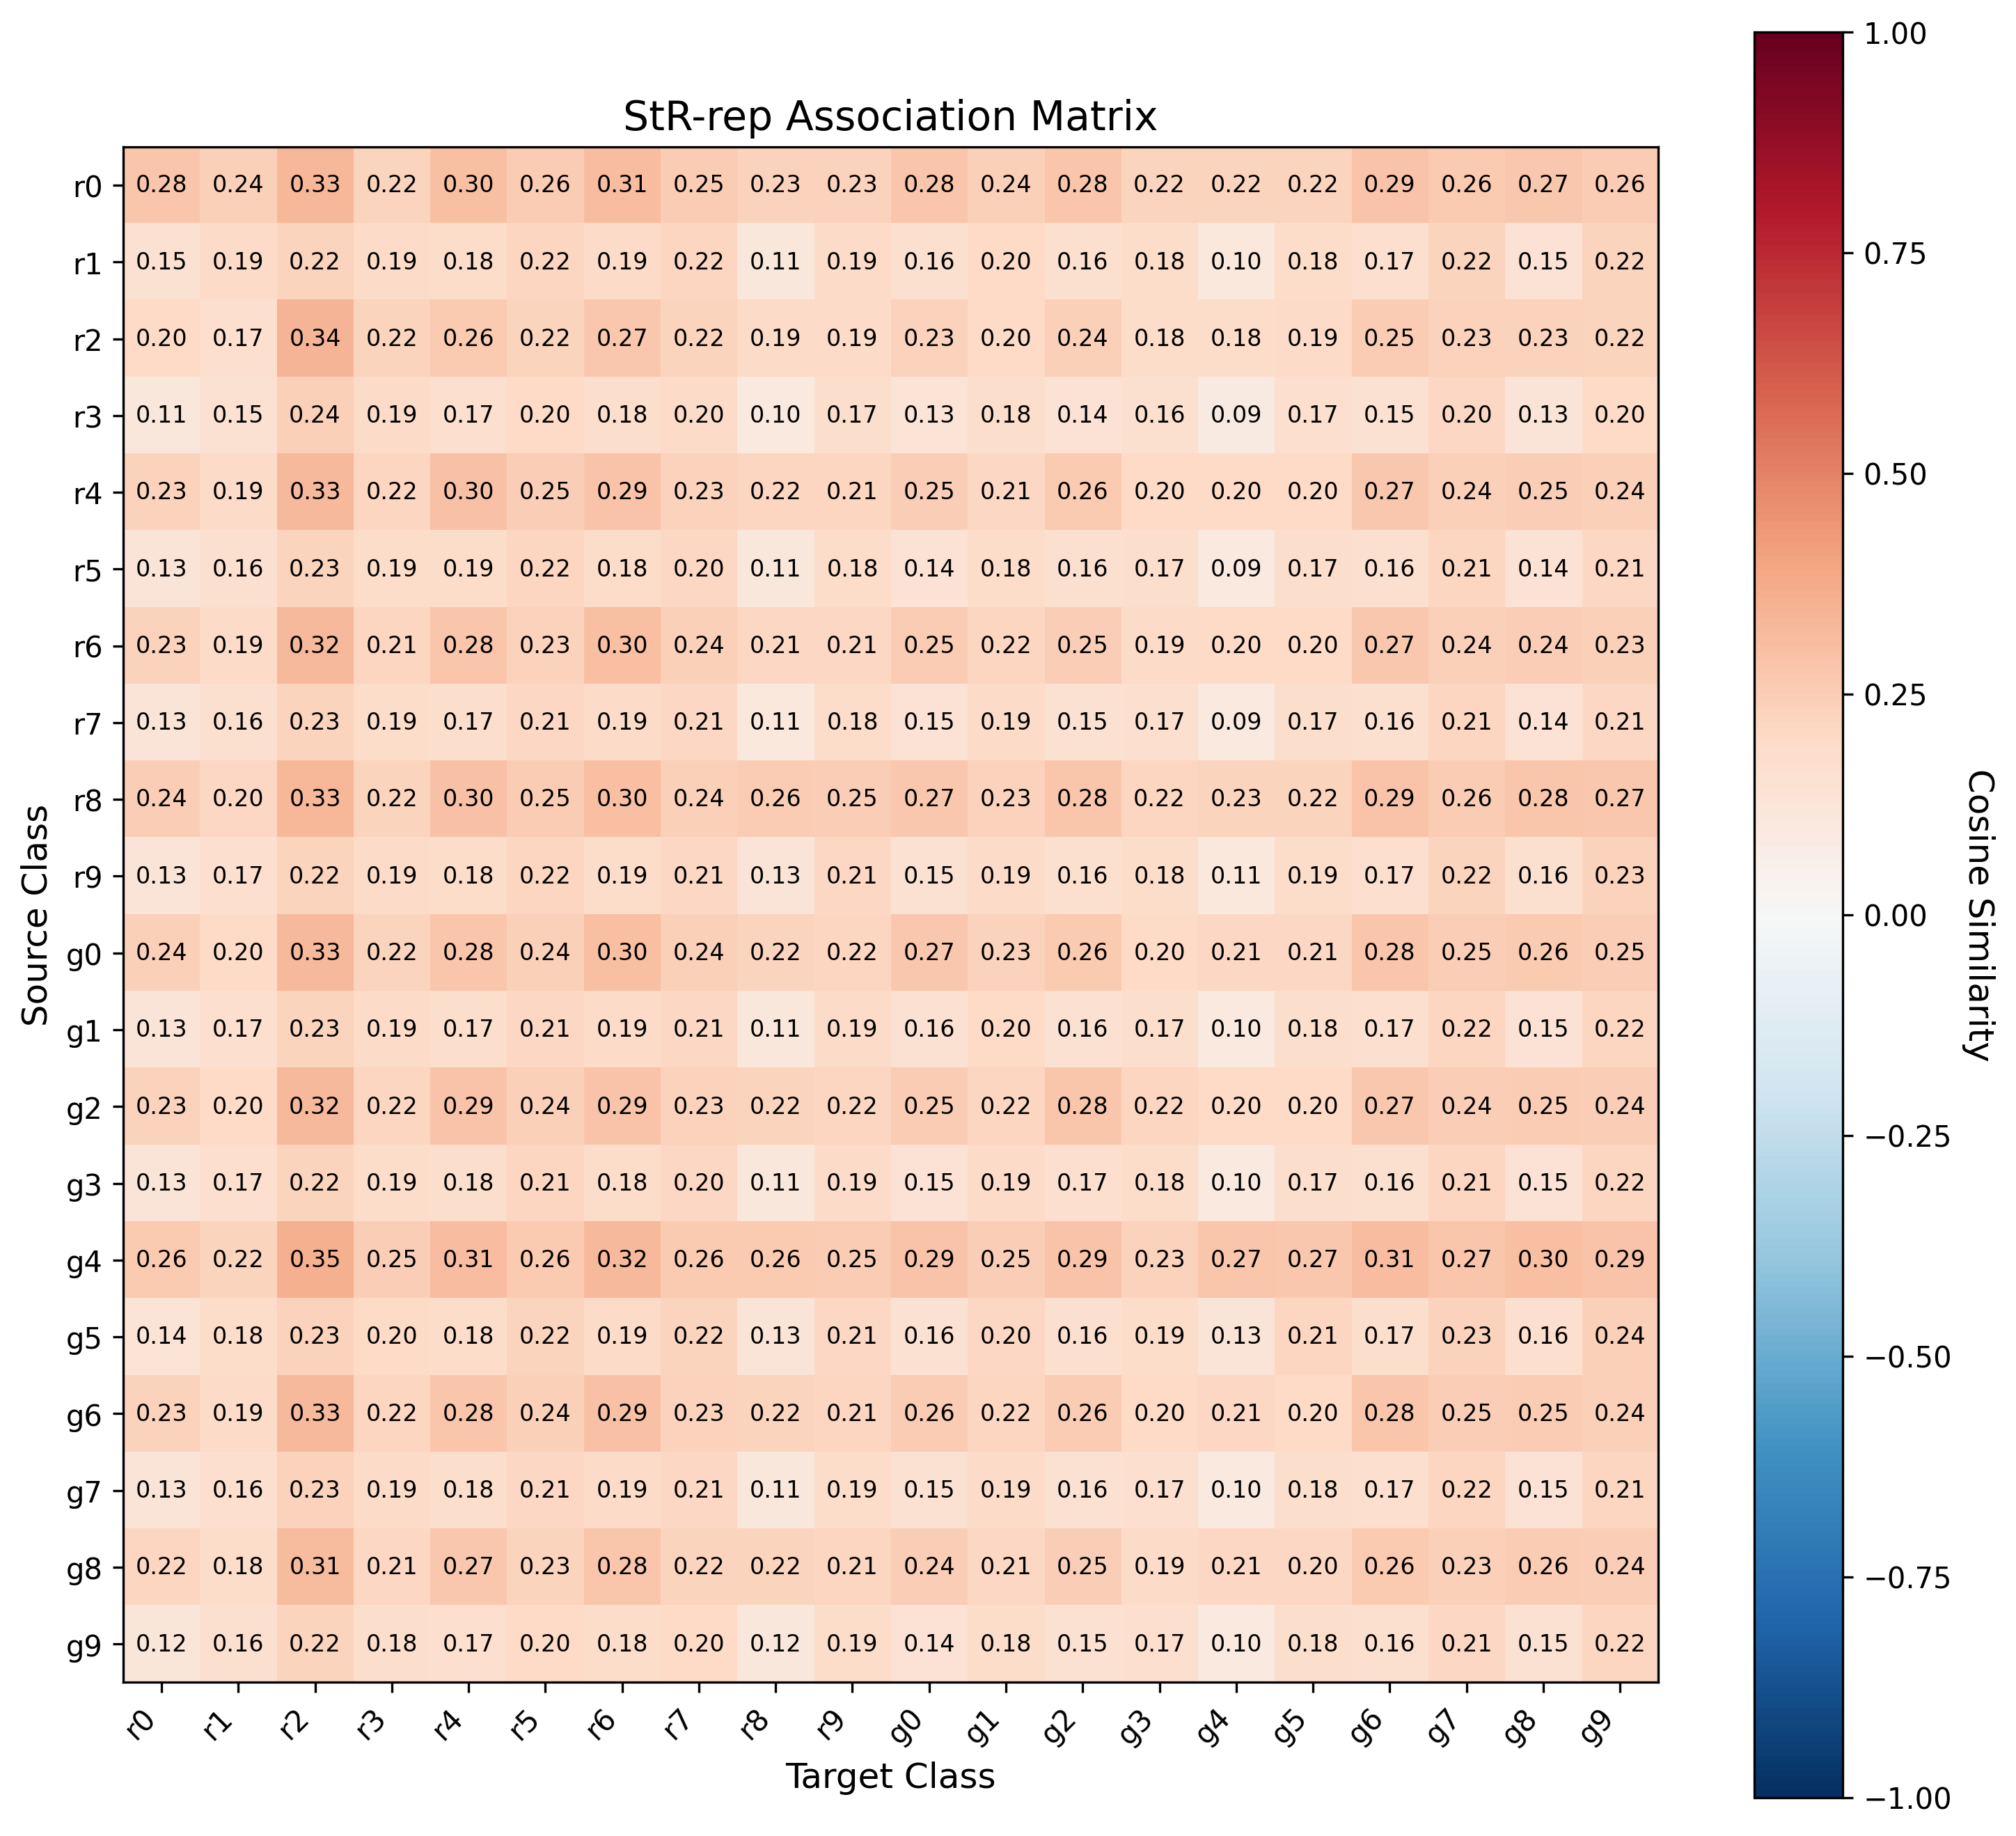 StR-rep Association Matrix
r0 0.28 0.24 0.33 0.22 0.30 0.26 0.31 0.25 0.23 0.23 0.28 0.24 0.28 0.22 0.22 0.22 0.29 0.26 0.27 0.26
r1 0.15 0.19 0.22 0.19 0.18 0.22 0.19 0.22 0.11 0.19 0.16 0.20 0.16 0.18 0.10 0.18 0.17 0.22 0.15 0.22
r2 0.20 0.17 0.34 0.22 0.26 0.22 0.27 0.22 0.19 0.19 0.23 0.20 0.24 0.18 0.18 0.19 0.25 0.23 0.23 0.22
r3 0.11 0.15 0.24 0.19 0.17 0.20 0.18 0.20 0.10 0.17 0.13 0.18 0.14 0.16 0.09 0.17 0.15 0.20 0.13 0.20
r4 0.23 0.19 0.33 0.22 0.30 0.25 0.29 0.23 0.22 0.21 0.25 0.21 0.26 0.20 0.20 0.20 0.27 0.24 0.25 0.24
r5 0.13 0.16 0.23 0.19 0.19 0.22 0.18 0.20 0.11 0.18 0.14 0.18 0.16 0.17 0.09 0.17 0.16 0.21 0.14 0.21
r6 0.23 0.19 0.32 0.21 0.28 0.23 0.30 0.24 0.21 0.21 0.25 0.22 0.25 0.19 0.20 0.20 0.27 0.24 0.24 0.23
r7 0.13 0.16 0.23 0.19 0.17 0.21 0.19 0.21 0.11 0.18 0.15 0.19 0.15 0.17 0.09 0.17 0.16 0.21 0.14 0.21
r8 0.24 0.20 0.33 0.22 0.30 0.25 0.30 0.24 0.26 0.25 0.27 0.23 0.28 0.22 0.23 0.22 0.29 0.26 0.28 0.27
r9 0.13 0.17 0.22 0.19 0.18 0.22 0.19 0.21 0.13 0.21 0.15 0.19 0.16 0.18 0.11 0.19 0.17 0.22 0.16 0.23
g0 0.24 0.20 0.33 0.22 0.28 0.24 0.30 0.24 0.22 0.22 0.27 0.23 0.26 0.20 0.21 0.21 0.28 0.25 0.26 0.25
g1 0.13 0.17 0.23 0.19 0.17 0.21 0.19 0.21 0.11 0.19 0.16 0.20 0.16 0.17 0.10 0.18 0.17 0.22 0.15 0.22
g2 0.23 0.20 0.32 0.22 0.29 0.24 0.29 0.23 0.22 0.22 0.25 0.22 0.28 0.22 0.20 0.20 0.27 0.24 0.25 0.24
g3 0.13 0.17 0.22 0.19 0.18 0.21 0.18 0.20 0.11 0.19 0.15 0.19 0.17 0.18 0.10 0.17 0.16 0.21 0.15 0.22
g4 0.26 0.22 0.35 0.25 0.31 0.26 0.32 0.26 0.26 0.25 0.29 0.25 0.29 0.23 0.27 0.27 0.31 0.27 0.30 0.29
g5 0.14 0.18 0.23 0.20 0.18 0.22 0.19 0.22 0.13 0.21 0.16 0.20 0.16 0.19 0.13 0.21 0.17 0.23 0.16 0.24
g6 0.23 0.19 0.33 0.22 0.28 0.24 0.29 0.23 0.22 0.21 0.26 0.22 0.26 0.20 0.21 0.20 0.28 0.25 0.25 0.24
g7 0.13 0.16 0.23 0.19 0.18 0.21 0.19 0.21 0.11 0.19 0.15 0.19 0.16 0.17 0.10 0.18 0.17 0.22 0.15 0.21
g8 0.22 0.18 0.31 0.21 0.27 0.23 0.28 0.22 0.22 0.21 0.24 0.21 0.25 0.19 0.21 0.20 0.26 0.23 0.26 0.24
g9 0.12 0.16 0.22 0.18 0.17 0.20 0.18 0.20 0.12 0.19 0.14 0.18 0.15 0.17 0.10 0.18 0.16 0.21 0.15 0.22
r0 r1 r2 r3 r4 r5 r6 r7 r8 r9 g0 g1 g2 g3 g4 g5 g6 g7 g8 g9
Target Class
Source Class
1.00
0.75
0.50
0.25
0.00
−0.25
−0.50
−0.75
−1.00
Cosine Similarity